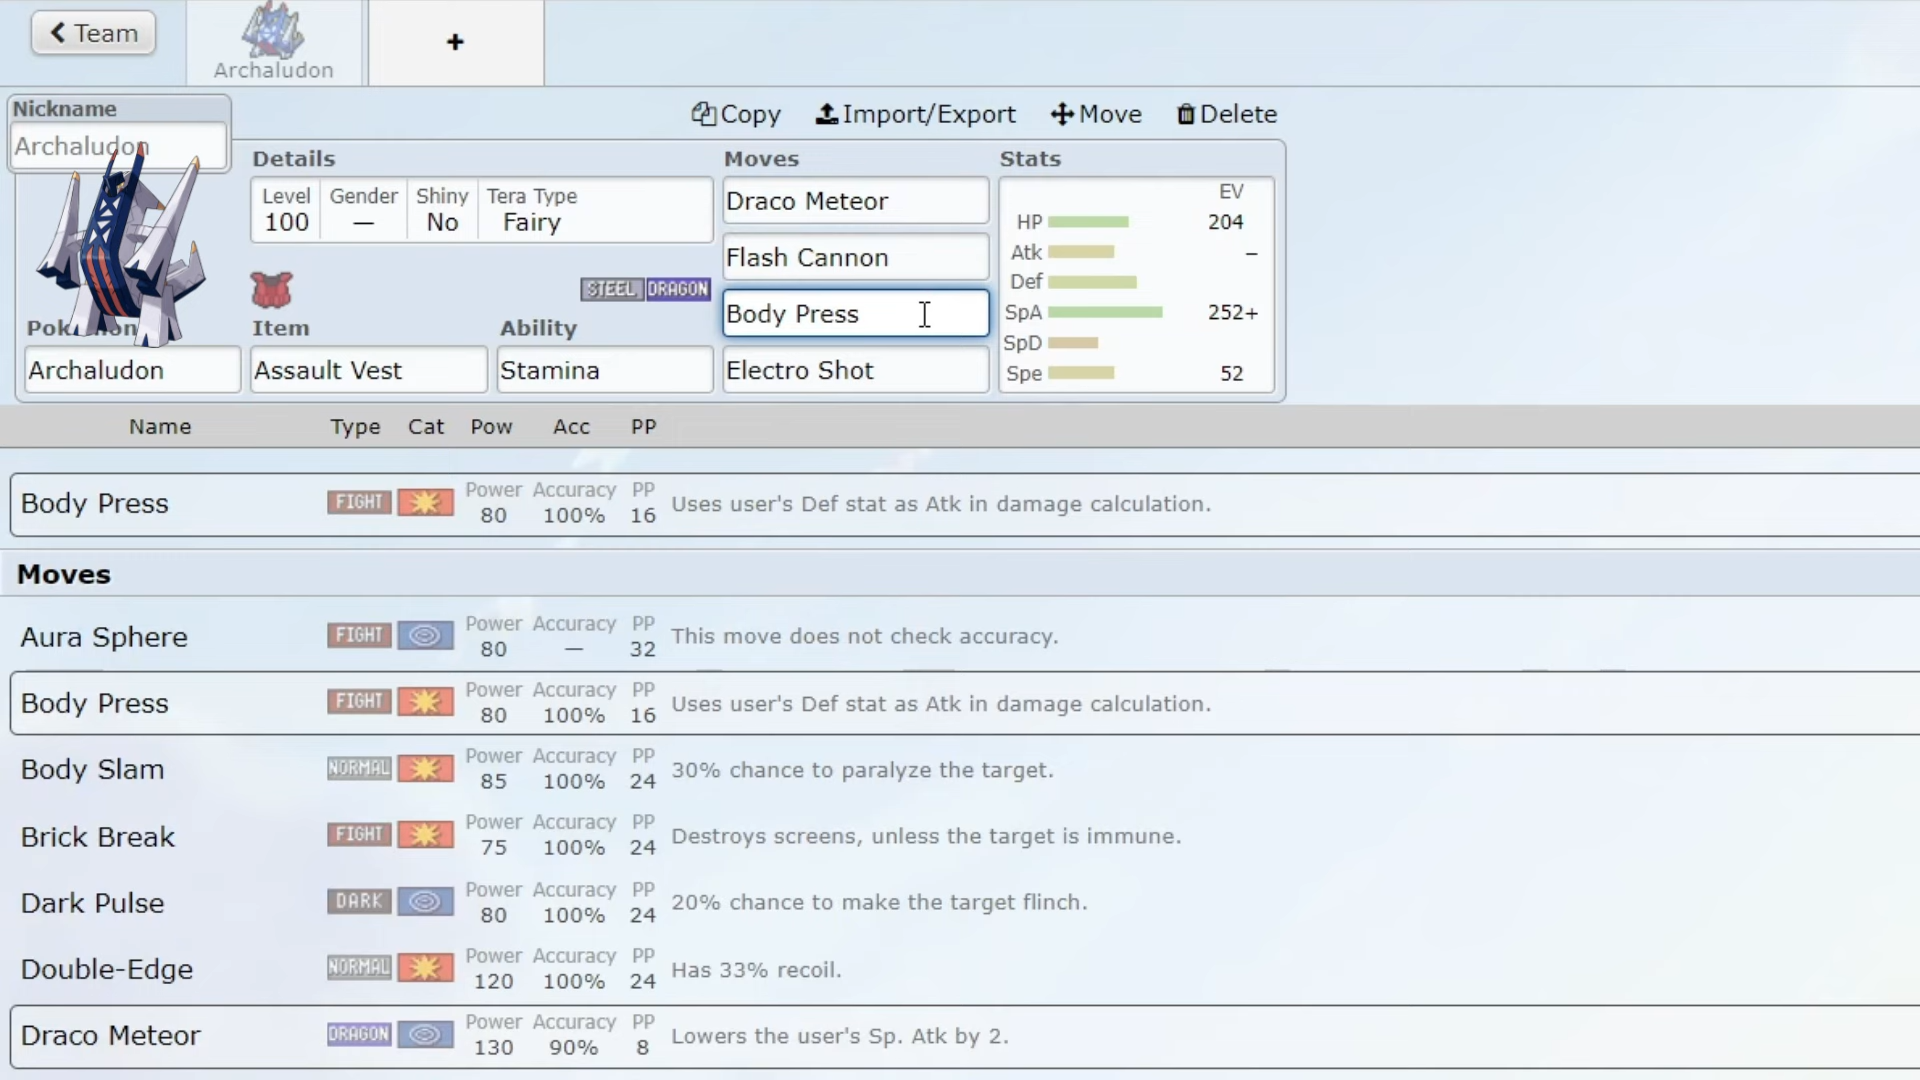 Team
Archaludon
+
Nickname
Archaludon
Copy Import/Export Move Delete
Details
Level Gender Shiny Tera Type
100 — No Fairy
STEEL DRAGON
Pokémon Item Ability
Archaludon Assault Vest Stamina
Moves
Draco Meteor
Flash Cannon
Body Press
Electro Shot
Stats
EV
HP 204
Atk –
Def
SpA 252+
SpD
Spe 52
Name Type Cat Pow Acc PP
Body Press FIGHT Power 80 Accuracy 100% PP 16 Uses user's Def stat as Atk in damage calculation.
Moves
Aura Sphere FIGHT Power 80 Accuracy — PP 32 This move does not check accuracy.
Body Press FIGHT Power 80 Accuracy 100% PP 16 Uses user's Def stat as Atk in damage calculation.
Body Slam NORMAL Power 85 Accuracy 100% PP 24 30% chance to paralyze the target.
Brick Break FIGHT Power 75 Accuracy 100% PP 24 Destroys screens, unless the target is immune.
Dark Pulse DARK Power 80 Accuracy 100% PP 24 20% chance to make the target flinch.
Double-Edge NORMAL Power 120 Accuracy 100% PP 24 Has 33% recoil.
Draco Meteor DRAGON Power 130 Accuracy 90% PP 8 Lowers the user's Sp. Atk by 2.